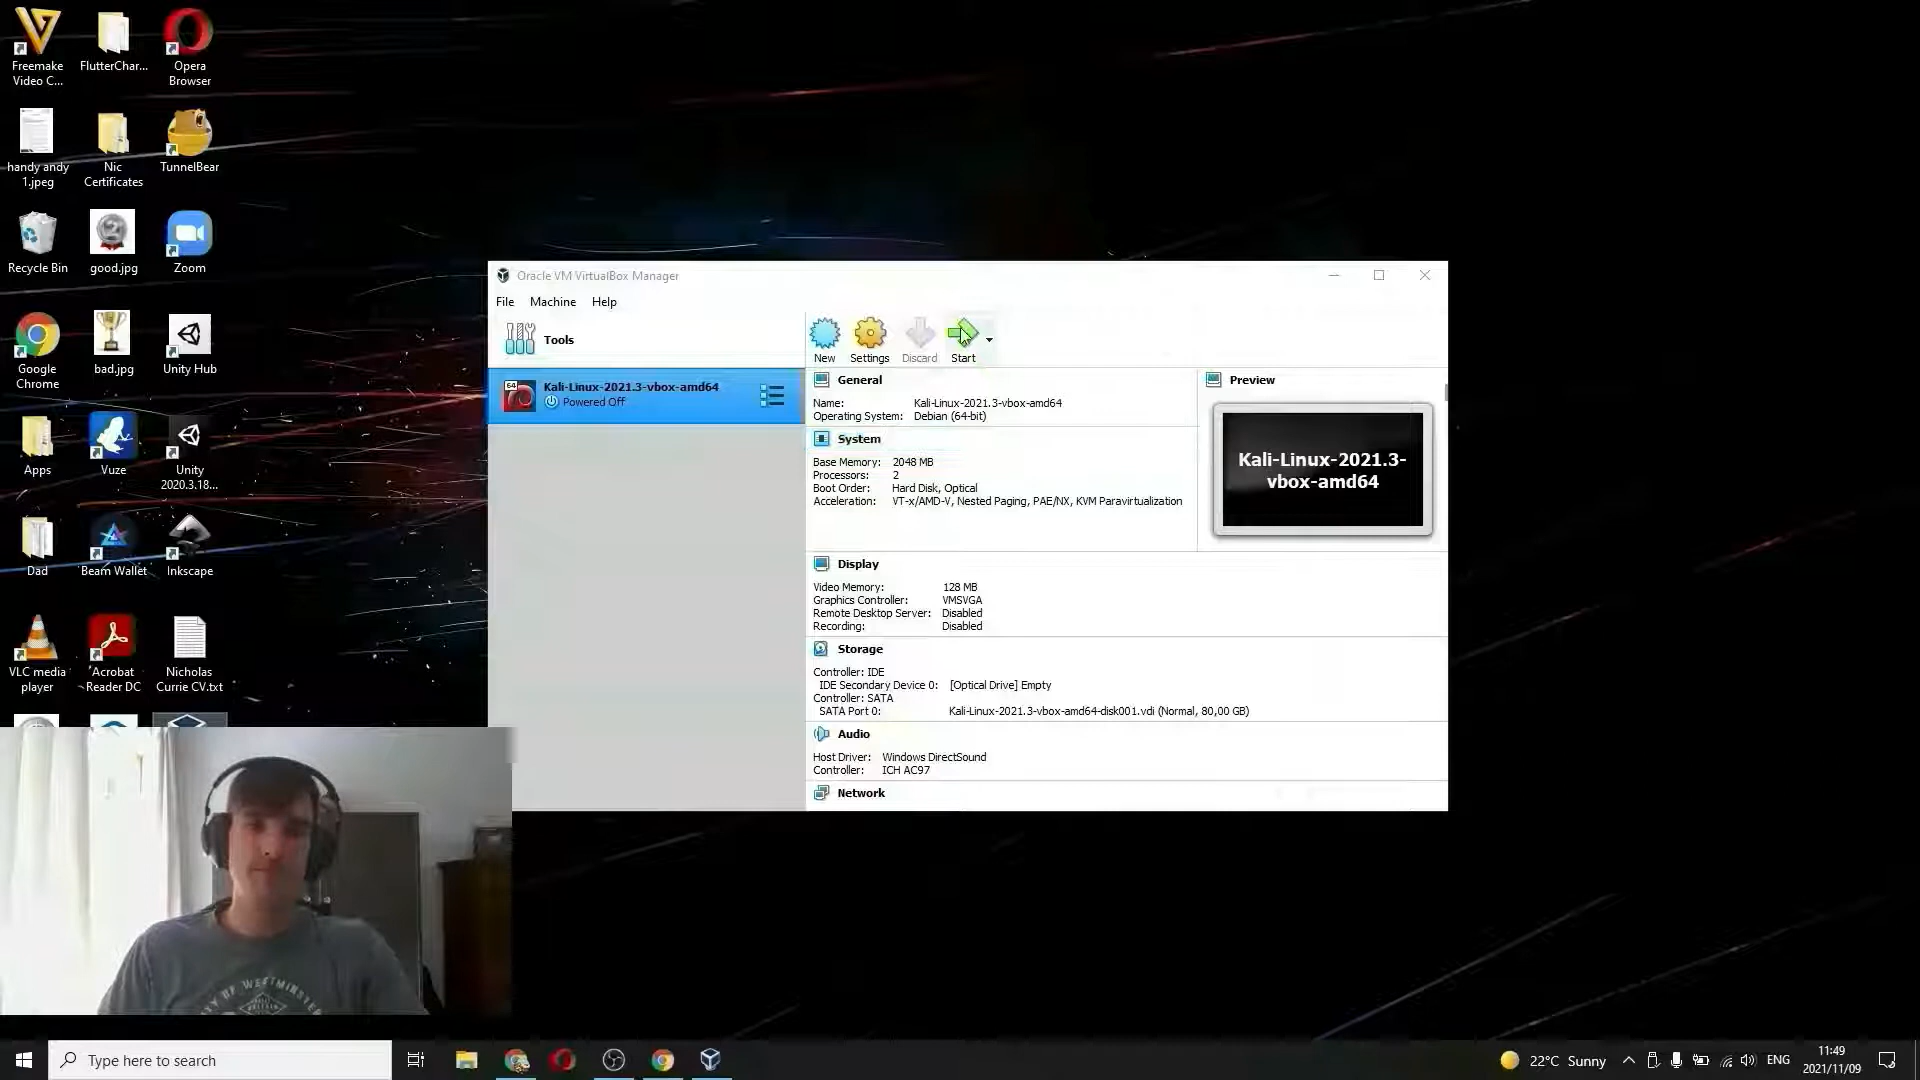 Freemake
Video C...
FlutterChar...
Opera
Browser
handy andy
1.jpeg
Nic
Certificates
TunnelBear
Recycle Bin
good.jpg
Zoom
Google
Chrome
bad.jpg
Unity Hub
Apps
Vuze
Unity
2020.3.18...
Dad
Beam Wallet
Inkscape
VLC media
player
Acrobat
Reader DC
Nicholas
Currie CV.txt
Oracle VM VirtualBox Manager
File Machine Help
Tools
New Settings Discard Start
64
Kali-Linux-2021.3-vbox-amd64
Powered Off
General
Name: Kali-Linux-2021.3-vbox-amd64
Operating System: Debian (64-bit)
System
Base Memory: 2048 MB
Processors: 2
Boot Order: Hard Disk, Optical
Acceleration: VT-x/AMD-V, Nested Paging, PAE/NX, KVM Paravirtualization
Preview
Kali-Linux-2021.3-
vbox-amd64
Display
Video Memory: 128 MB
Graphics Controller: VMSVGA
Remote Desktop Server: Disabled
Recording: Disabled
Storage
Controller: IDE
IDE Secondary Device 0: [Optical Drive] Empty
Controller: SATA
SATA Port 0: Kali-Linux-2021.3-vbox-amd64-disk001.vdi (Normal, 80,00 GB)
Audio
Host Driver: Windows DirectSound
Controller: ICH AC97
Network
OF WESTMINSTER
Type here to search
22°C Sunny
ENG
11:49
2021/11/09